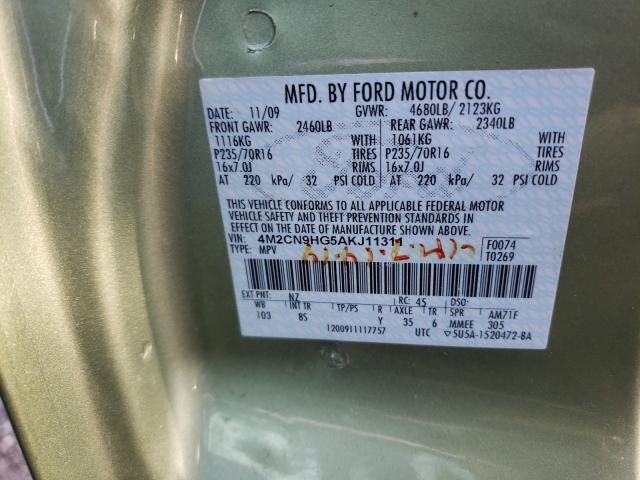 MFD. BY FORD MOTOR CO.
DATE: 11/09 GVWR: 4680LB/ 2123KG
FRONT GAWR: 2460LB REAR GAWR: 2340LB
1116KG WITH 1061KG WITH
P235/70R16 TIRES P235/70R16 TIRES
16x7.0J RIMS 16x7.0J RIMS
AT 220 kPa/ 32 PSI COLD AT 220 kPa/ 32 PSI COLD
THIS VEHICLE CONFORMS TO ALL APPLICABLE FEDERAL MOTOR
VEHICLE SAFETY AND THEFT PREVENTION STANDARDS IN
EFFECT ON THE DATE OF MANUFACTURE SHOWN ABOVE.
VIN: 4M2CN9HG5AKJ11311 F0074
TYPE: MPV T0269
EXT PNT: NZ RC: 45 DSO:
WB INT TR TP/PS R AXLE TR SPR AM71F
103 8S Y 35 6 MMEE 305
1200911117757 UTC ▽5U5A-1520472-BA